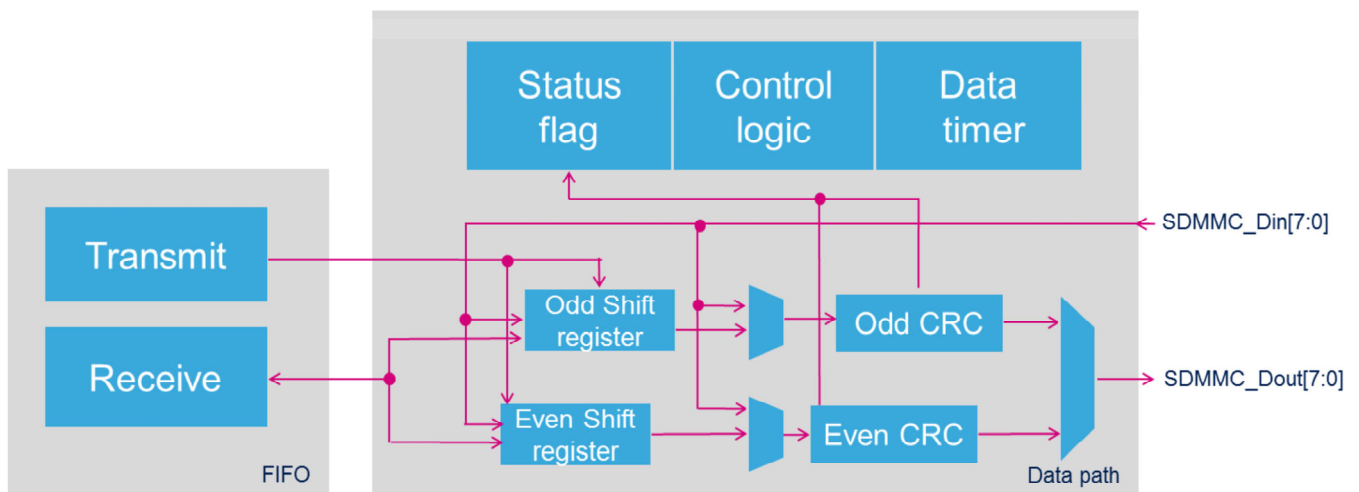 Status
flag
Control
logic
Data
timer
Transmit
Receive
FIFO
SDMMC_Din[7:0]
Odd Shift
register
Odd CRC
SDMMC_Dout[7:0]
Even Shift
register
Even CRC
Data path